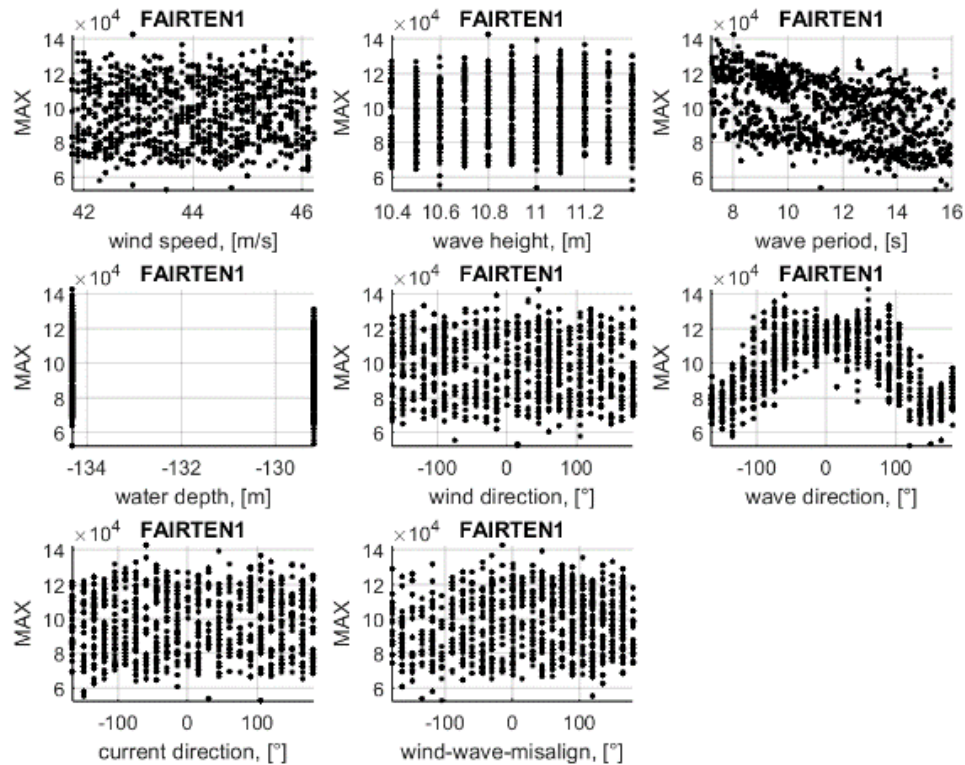 ×10⁴ FAIRTEN1
×10⁴ FAIRTEN1
×10⁴ FAIRTEN1
MAX
14
12
10
8
6
42 44 46
wind speed, [m/s]
MAX
14
12
10
8
6
10.4 10.6 10.8 11 11.2
wave height, [m]
MAX
14
12
10
8
6
8 10 12 14 16
wave period, [s]
×10⁴ FAIRTEN1
×10⁴ FAIRTEN1
×10⁴ FAIRTEN1
MAX
14
12
10
8
6
-134 -132 -130
water depth, [m]
MAX
14
12
10
8
6
-100 0 100
wind direction, [°]
MAX
14
12
10
8
6
-100 0 100
wave direction, [°]
×10⁴ FAIRTEN1
×10⁴ FAIRTEN1
MAX
14
12
10
8
6
-100 0 100
current direction, [°]
MAX
14
12
10
8
6
-100 0 100
wind-wave-misalign, [°]